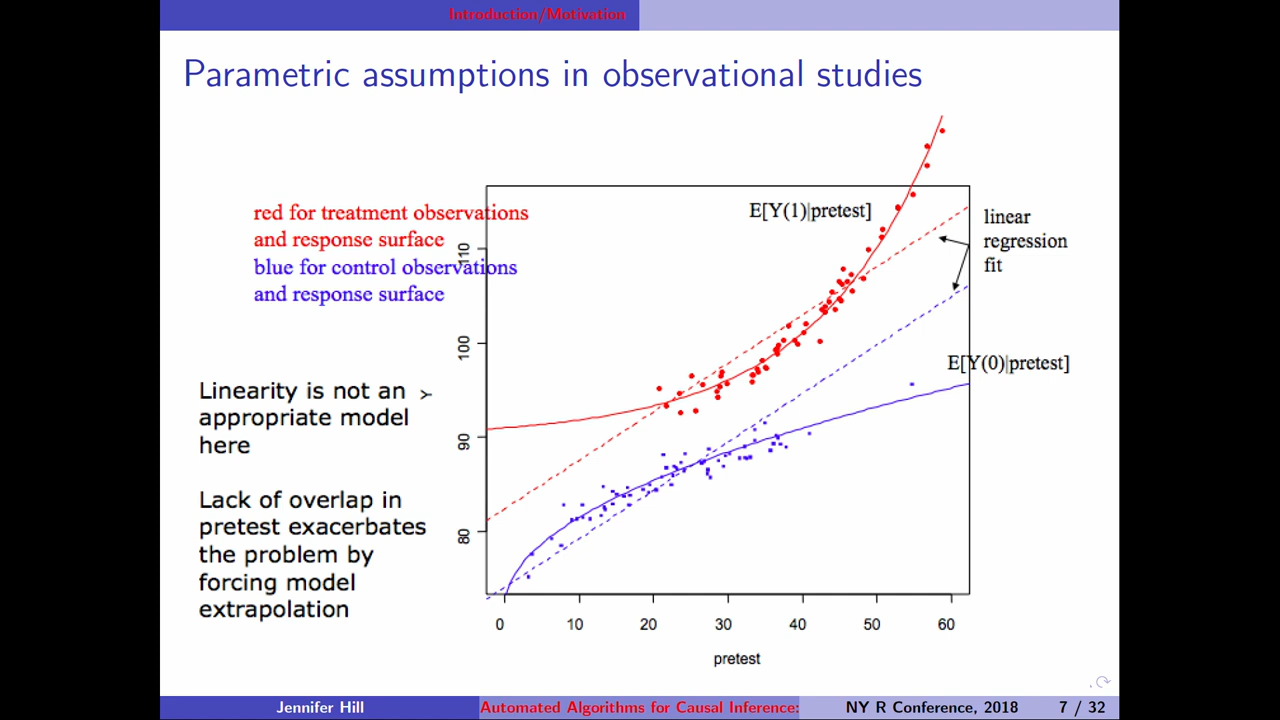 Introduction/Motivation
Parametric assumptions in observational studies
red for treatment observations
and response surface
blue for control observations
and response surface
E[Y(1)|pretest]
linear
regression
fit
E[Y(0)|pretest]
Linearity is not an
appropriate model
here
Lack of overlap in
pretest exacerbates
the problem by
forcing model
extrapolation
110
100
90
80
0 10 20 30 40 50 60
pretest
Jennifer Hill
Automated Algorithms for Causal Inference:
NY R Conference, 2018
7 / 32